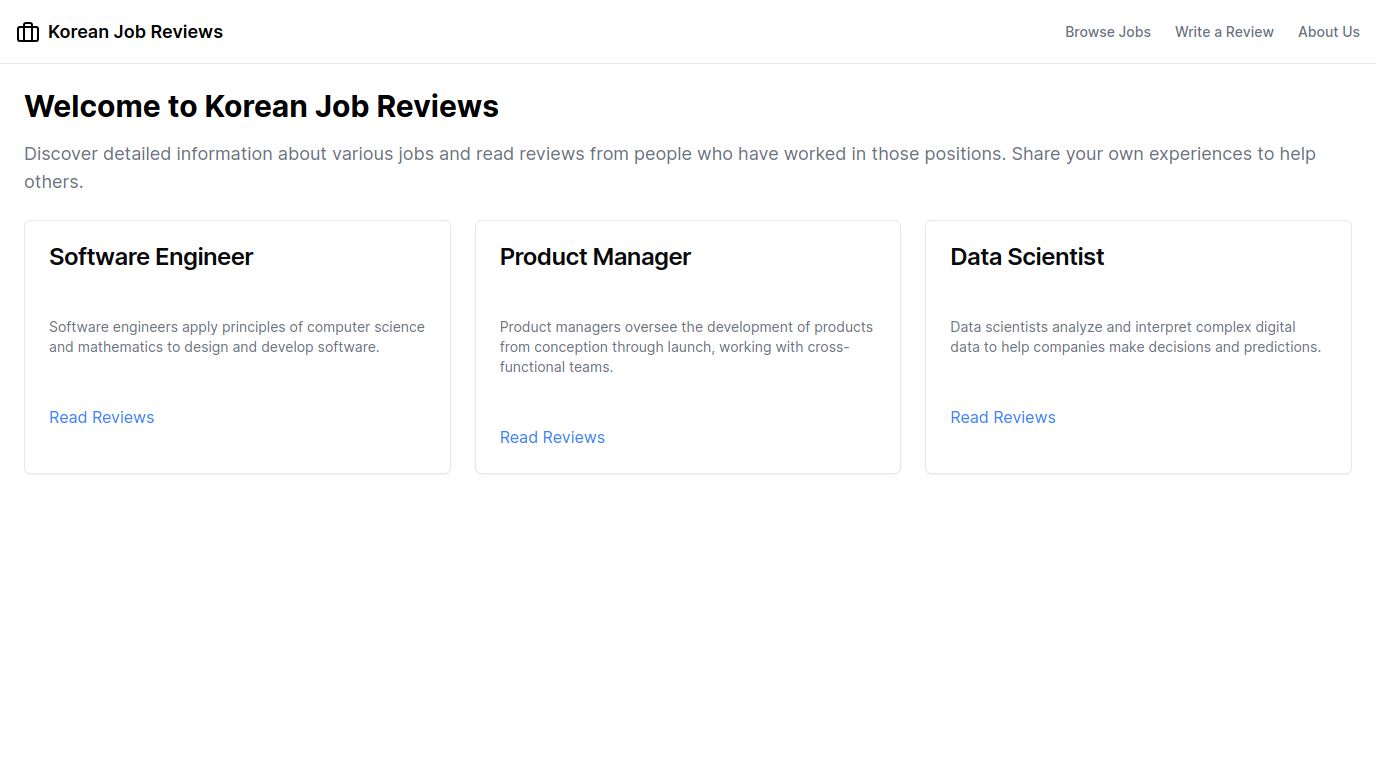 Korean Job Reviews
Browse Jobs
Write a Review
About Us
Welcome to Korean Job Reviews
Discover detailed information about various jobs and read reviews from people who have worked in those positions. Share your own experiences to help
others.
Software Engineer
Software engineers apply principles of computer science
and mathematics to design and develop software.
Read Reviews
Product Manager
Product managers oversee the development of products
from conception through launch, working with cross-
functional teams.
Read Reviews
Data Scientist
Data scientists analyze and interpret complex digital
data to help companies make decisions and predictions.
Read Reviews